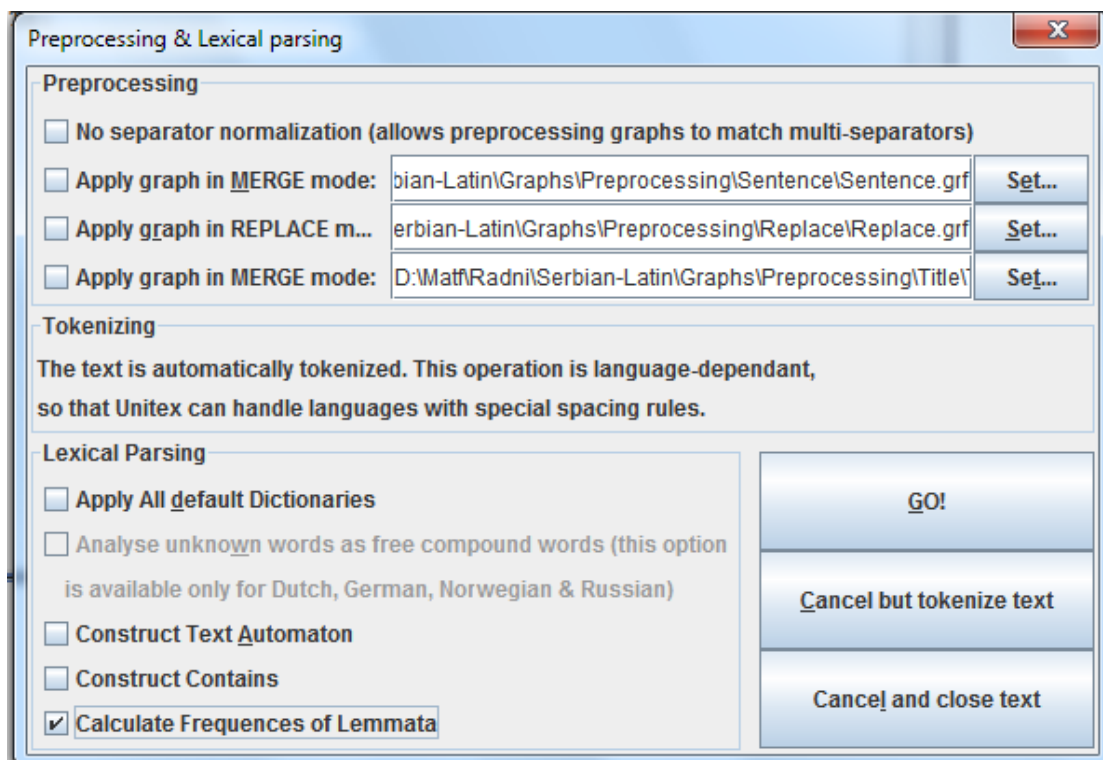 Preprocessing & Lexical parsing
Preprocessing
No separator normalization (allows preprocessing graphs to match multi-separators)
Apply graph in MERGE mode: bian-Latin\Graphs\Preprocessing\Sentence\Sentence.grf Set...
Apply graph in REPLACE m... erbian-Latin\Graphs\Preprocessing\Replace\Replace.grf Set...
Apply graph in MERGE mode: D:\Matf\Radni\Serbian-Latin\Graphs\Preprocessing\Title\T Set...
Tokenizing
The text is automatically tokenized. This operation is language-dependant,
so that Unitex can handle languages with special spacing rules.
Lexical Parsing
Apply All default Dictionaries
Analyse unknown words as free compound words (this option
is available only for Dutch, German, Norwegian & Russian)
Construct Text Automaton
Construct Contains
Calculate Frequences of Lemmata
GO!
Cancel but tokenize text
Cancel and close text